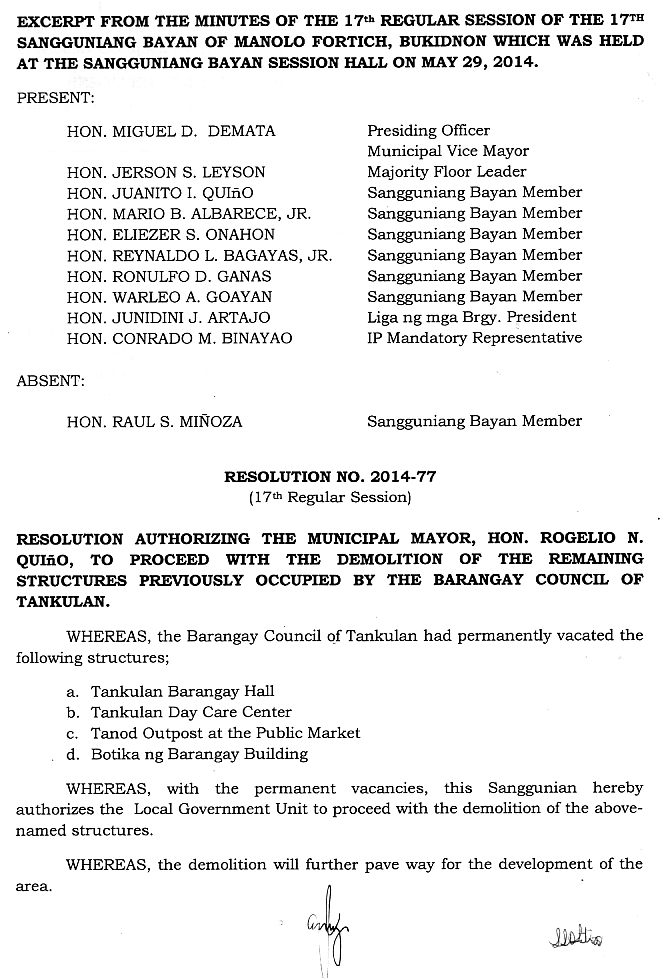 EXCERPT FROM THE MINUTES OF THE 17th REGULAR SESSION OF THE 17TH
SANGGUNIANG BAYAN OF MANOLO FORTICH, BUKIDNON WHICH WAS HELD
AT THE SANGGUNIANG BAYAN SESSION HALL ON MAY 29, 2014.
PRESENT:
HON. MIGUEL D. DEMATA Presiding Officer
Municipal Vice Mayor
HON. JERSON S. LEYSON Majority Floor Leader
HON. JUANITO I. QUIñO Sangguniang Bayan Member
HON. MARIO B. ALBARECE, JR. Sangguniang Bayan Member
HON. ELIEZER S. ONAHON Sangguniang Bayan Member
HON. REYNALDO L. BAGAYAS, JR. Sangguniang Bayan Member
HON. RONULFO D. GANAS Sangguniang Bayan Member
HON. WARLEO A. GOAYAN Sangguniang Bayan Member
HON. JUNIDINI J. ARTAJO Liga ng mga Brgy. President
HON. CONRADO M. BINAYAO IP Mandatory Representative
ABSENT:
HON. RAUL S. MIÑOZA Sangguniang Bayan Member
RESOLUTION NO. 2014-77
(17th Regular Session)
RESOLUTION AUTHORIZING THE MUNICIPAL MAYOR, HON. ROGELIO N.
QUIñO, TO PROCEED WITH THE DEMOLITION OF THE REMAINING
STRUCTURES PREVIOUSLY OCCUPIED BY THE BARANGAY COUNCIL OF
TANKULAN.
WHEREAS, the Barangay Council of Tankulan had permanently vacated the
following structures;
a. Tankulan Barangay Hall
b. Tankulan Day Care Center
c. Tanod Outpost at the Public Market
d. Botika ng Barangay Building
WHEREAS, with the permanent vacancies, this Sanggunian hereby
authorizes the Local Government Unit to proceed with the demolition of the above-
named structures.
WHEREAS, the demolition will further pave way for the development of the
area.